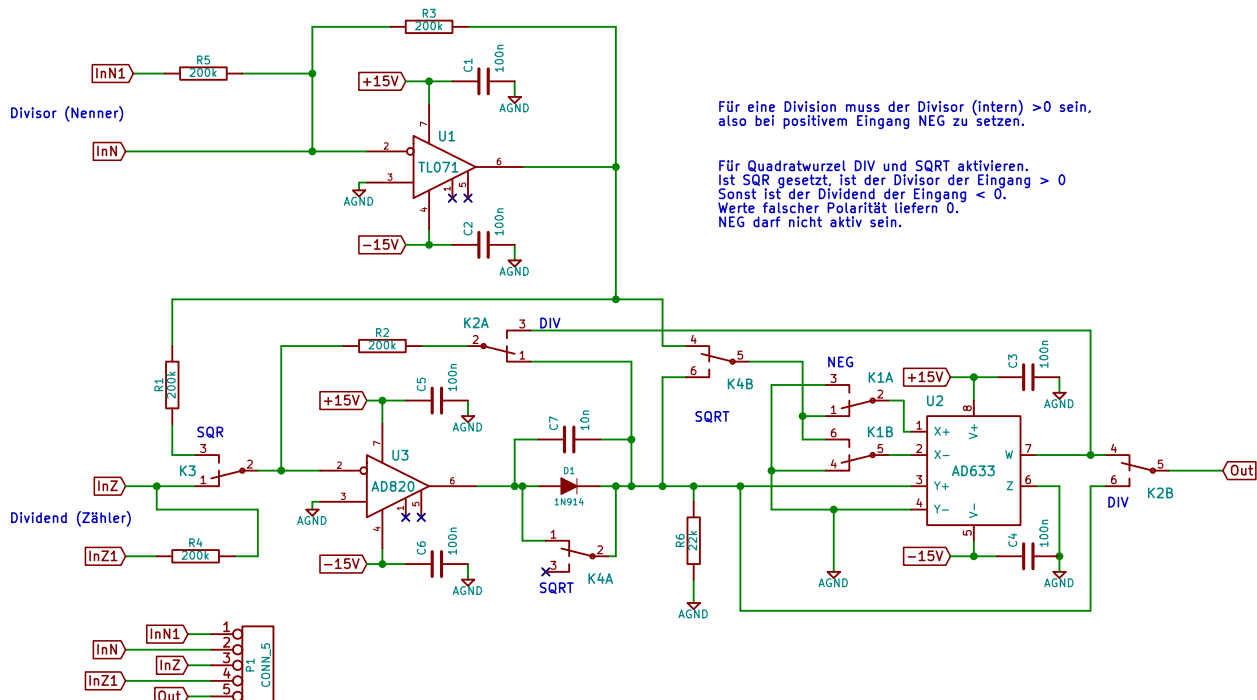 R3
200k
R5
200k
InN1
+15V
C1
100n
AGND
Divisor (Nenner)
InN
7
U1
2
TL071
6
3
1
5
AGND
4
-15V
C2
100n
AGND
Für eine Division muss der Divisor (intern) >0 sein,
also bei positivem Eingang NEG zu setzen.
Für Quadratwurzel DIV und SQRT aktivieren.
Ist SQR gesetzt, ist der Divisor der Eingang > 0
Sonst ist der Dividend der Eingang < 0.
Werte falscher Polarität liefern 0.
NEG darf nicht aktiv sein.
K2A
3
DIV
R2
200k
2
1
4
5
6
K4B
SQRT
NEG
3
K1A
2
1
6
K1B
5
4
+15V
C3
100n
AGND
U2
8
V+
1
X+
2
X-
AD633
3
Y+
4
Y-
7
W
6
Z
V-
5
-15V
C4
100n
AGND
AGND
4
5
6
DIV
K2B
Out
R1
200k
SQR
3
K3
2
1
InZ
Dividend (Zähler)
InZ1
R4
200k
+15V
C5
100n
AGND
7
U3
2
AD820
6
3
1
5
AGND
4
-15V
C6
100n
AGND
C7
10n
D1
1N914
1
2
3
K4A
SQRT
R6
22k
AGND
InN1
1
InN
2
InZ
3
InZ1
4
Out
5
P1
CONN_5